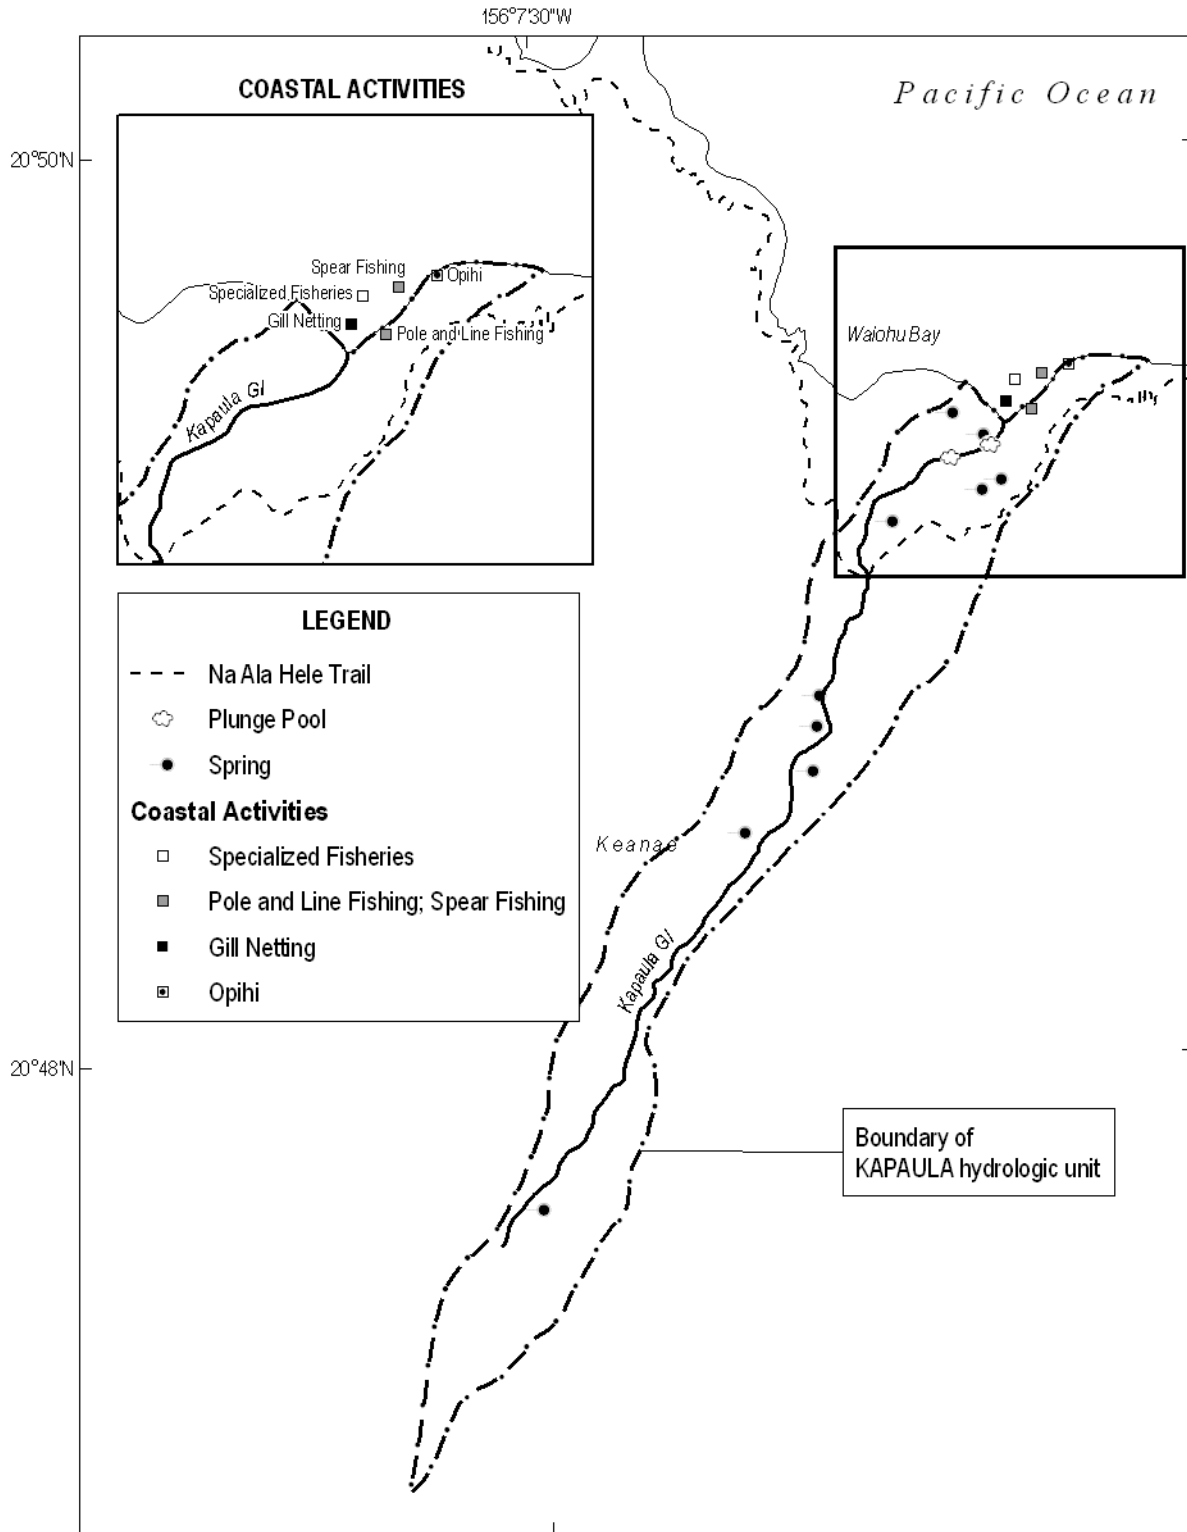 156°7'30"W
COASTAL ACTIVITIES
Pacific Ocean
20°50'N
Spear Fishing
Opihi
Specialized Fisheries
Gill Netting
Pole and Line Fishing
Kapaula Gl
Waiohu Bay
LEGEND
Na Ala Hele Trail
Plunge Pool
Spring
Coastal Activities
Specialized Fisheries
Pole and Line Fishing; Spear Fishing
Gill Netting
Opihi
Keanae
Kapaula Gl
20°48'N
Boundary of
KAPAULA hydrologic unit